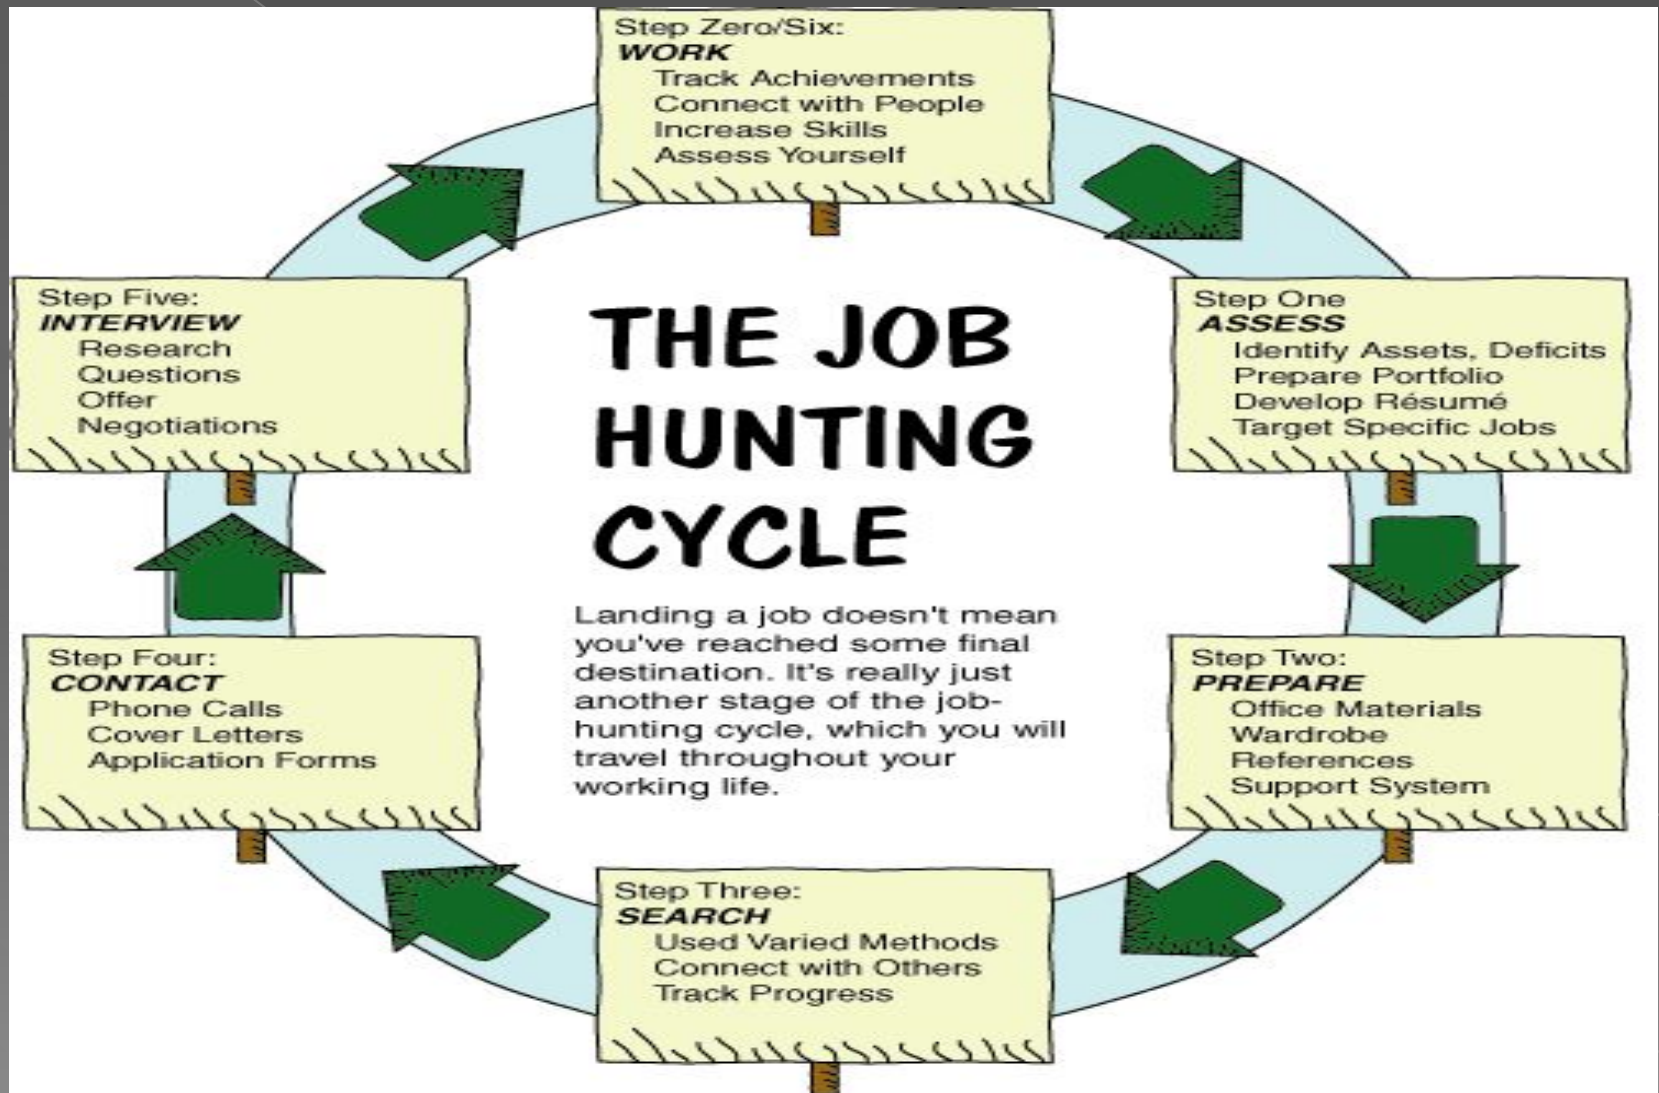 Step Zero/Six:
WORK
Track Achievements
Connect with People
Increase Skills
Assess Yourself
Step One
ASSESS
Identify Assets, Deficits
Prepare Portfolio
Develop Résumé
Target Specific Jobs
Step Two:
PREPARE
Office Materials
Wardrobe
References
Support System
Step Three:
SEARCH
Used Varied Methods
Connect with Others
Track Progress
Step Four:
CONTACT
Phone Calls
Cover Letters
Application Forms
Step Five:
INTERVIEW
Research
Questions
Offer
Negotiations
THE JOB
HUNTING
CYCLE
Landing a job doesn't mean
you've reached some final
destination. It's really just
another stage of the job-
hunting cycle, which you will
travel throughout your
working life.